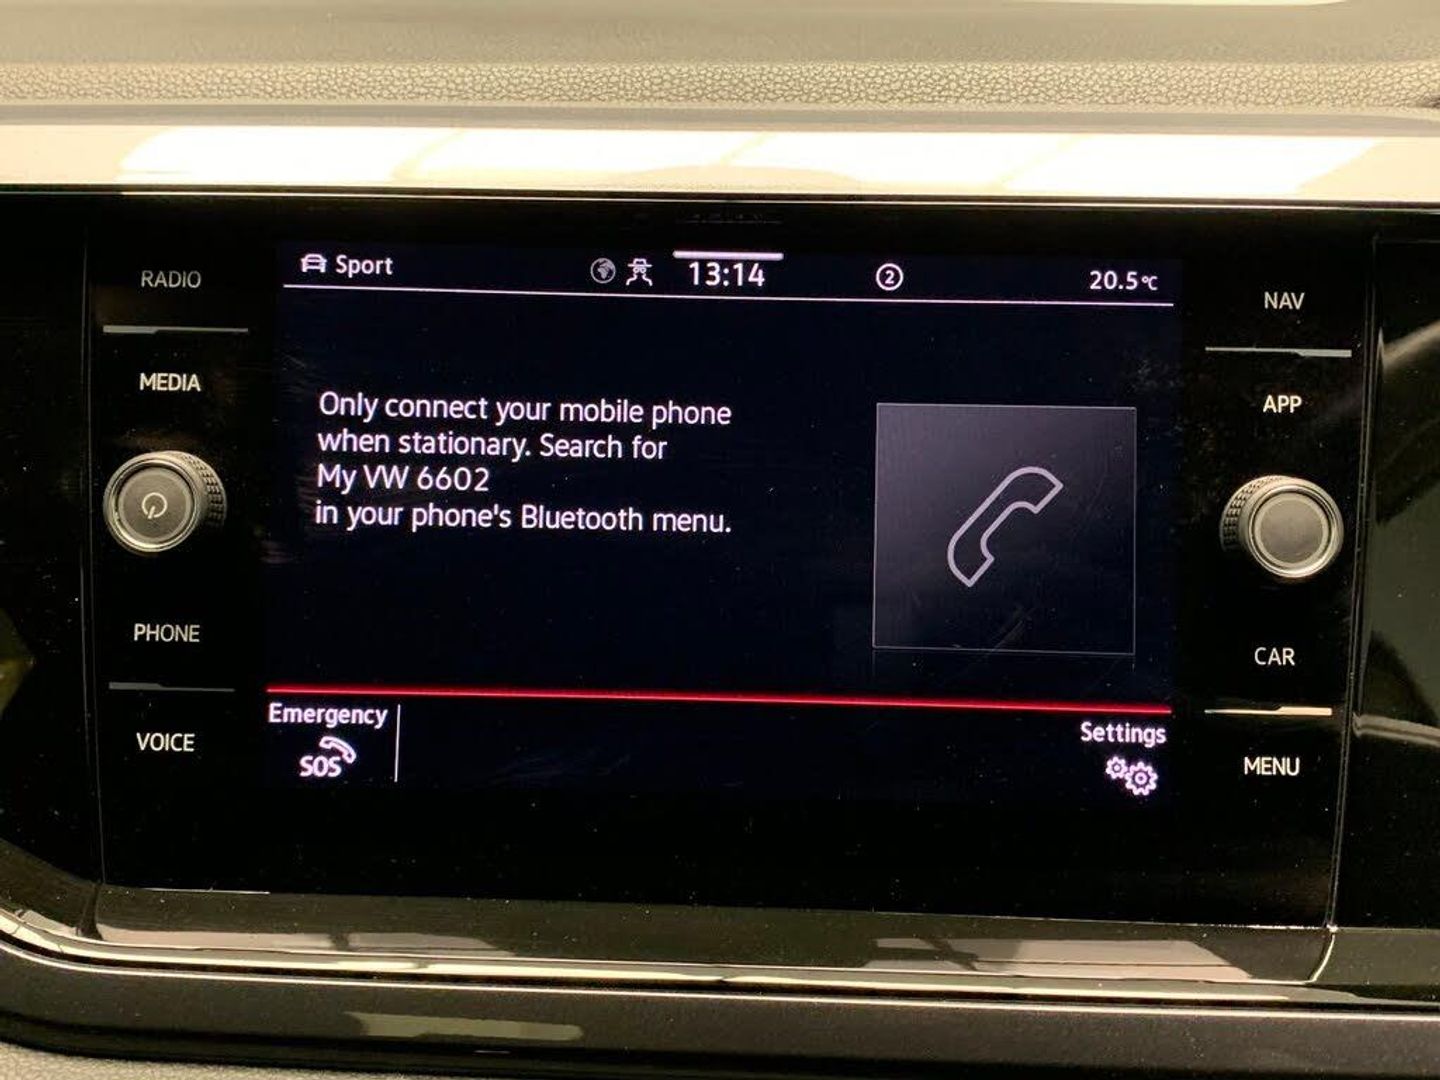 RADIO
MEDIA
PHONE
VOICE
Sport
13:14
2
20.5°C
Only connect your mobile phone
when stationary. Search for
My VW 6602
in your phone's Bluetooth menu.
Emergency
SOS
Settings
NAV
APP
CAR
MENU